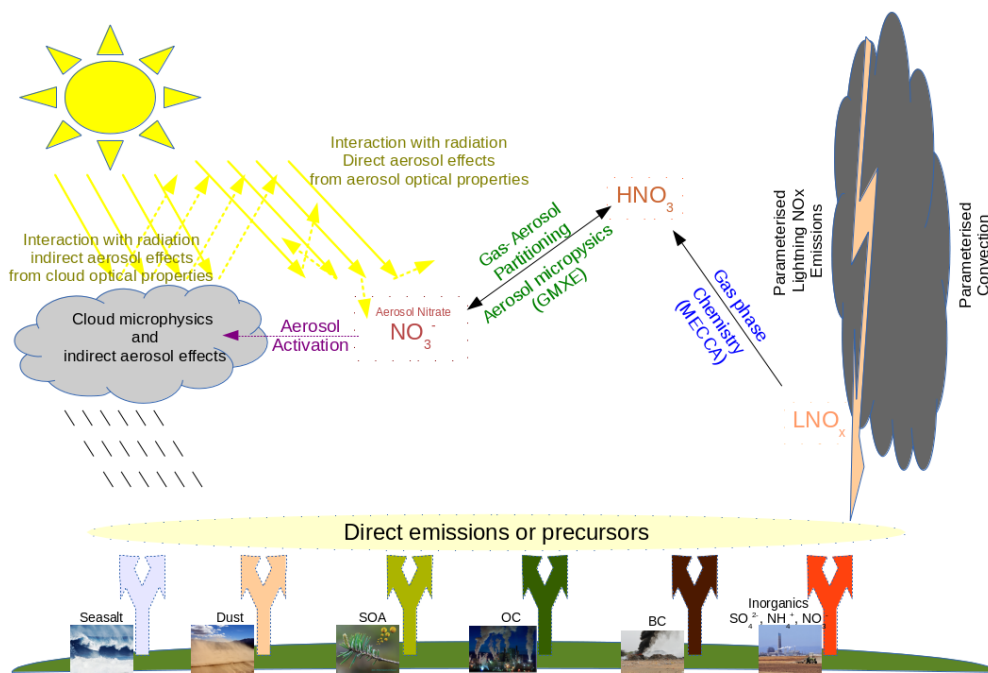 Interaction with radiation
Direct aerosol effects
from aerosol optical properties
HNO3
Parameterised
Lightning NOx
Emissions
Parameterised
Convection
Interaction with radiation
indirect aerosol effects
from cloud optical properties
Gas-Aerosol
Partitioning
Aerosol micropysics
(GMXE)
Cloud microphysics
and
indirect aerosol effects
Aerosol
Activation
Aerosol Nitrate
NO3-
Gas phase
Chemistry
(MECCA)
LNOx
Direct emissions or precursors
Seasalt
Dust
SOA
OC
BC
Inorganics
SO4 2-, NH4+, NO3-